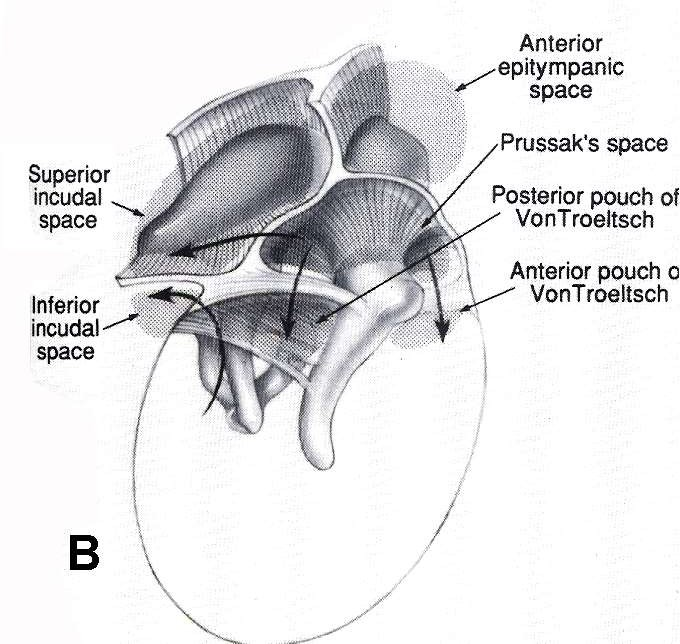 Anterior
epitympanic
space
Prussak's space
Superior
incudal
space
Posterior pouch of
VonTroeltsch
Anterior pouch o
VonTroeltsch
Inferior
incudal
space
B